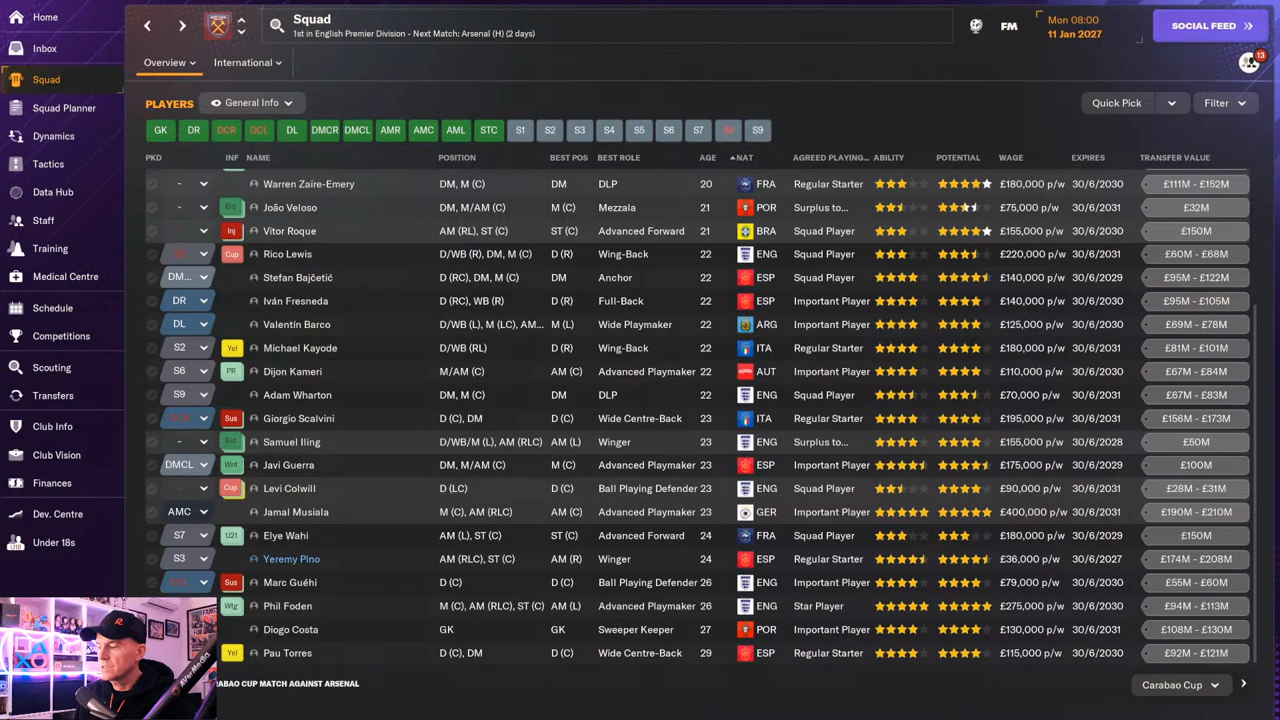 Home
Inbox
Squad
Squad Planner
Dynamics
Tactics
Data Hub
Staff
Training
Medical Centre
Schedule
Competitions
Scouting
Transfers
Club Info
Club Vision
Finances
Dev. Centre
Under 18s
U18
Squad
1st in English Premier Division - Next Match: Arsenal (H) (2 days)
FM
Mon 08:00
11 Jan 2027
SOCIAL FEED
13
Overview
International
PLAYERS General Info Quick Pick Filter
GK DR DCR DCL DL DMCR DMCL AMR AMC AML STC S1 S2 S3 S4 S5 S6 S7 S8 S9
PKD INF NAME POSITION BEST POS BEST ROLE AGE NAT AGREED PLAYING... ABILITY POTENTIAL WAGE EXPIRES TRANSFER VALUE
- Warren Zaïre-Emery DM, M (C) DM DLP 20 FRA Regular Starter £180,000 p/w 30/6/2030 £111M - £152M
- Bid João Veloso DM, M/AM (C) M (C) Mezzala 21 POR Surplus to... £75,000 p/w 30/6/2031 £32M
- Inj Vitor Roque AM (RL), ST (C) ST (C) Advanced Forward 21 BRA Squad Player £155,000 p/w 30/6/2030 £150M
Cup Rico Lewis D/WB (R), DM, M (C) D (R) Wing-Back 22 ENG Squad Player £220,000 p/w 30/6/2031 £60M - £68M
DM... Stefan Bajčetić D (RC), DM, M (C) DM Anchor 22 ESP Squad Player £140,000 p/w 30/6/2029 £95M - £122M
DR Iván Fresneda D (RC), WB (R) D (R) Full-Back 22 ESP Important Player £140,000 p/w 30/6/2030 £95M - £105M
DL Valentín Barco D/WB (L), M (LC), AM... M (L) Wide Playmaker 22 ARG Important Player £125,000 p/w 30/6/2030 £69M - £78M
S2 Yel Michael Kayode D/WB (RL) D (R) Wing-Back 22 ITA Regular Starter £180,000 p/w 30/6/2031 £81M - £101M
S6 PR Dijon Kameri M/AM (C) AM (C) Advanced Playmaker 22 AUT Important Player £110,000 p/w 30/6/2030 £67M - £84M
S9 Adam Wharton DM, M (C) DM DLP 22 ENG Squad Player £70,000 p/w 30/6/2030 £67M - £83M
Sus Giorgio Scalvini D (C), DM D (C) Wide Centre-Back 23 ITA Regular Starter £195,000 p/w 30/6/2031 £156M - £173M
- Bid Samuel Iling D/WB/M (L), AM (RLC) AM (L) Winger 23 ENG Surplus to... £155,000 p/w 30/6/2028 £50M
DMCL Wnt Javi Guerra DM, M/AM (C) M (C) Advanced Playmaker 23 ESP Important Player £175,000 p/w 30/6/2029 £100M
- Cup Levi Colwill D (LC) D (C) Ball Playing Defender 23 ENG Squad Player £90,000 p/w 30/6/2031 £28M - £31M
AMC Jamal Musiala M (C), AM (RLC) AM (C) Advanced Playmaker 23 GER Important Player £400,000 p/w 30/6/2031 £190M - £210M
S7 U21 Elye Wahi AM (L), ST (C) ST (C) Advanced Forward 24 FRA Squad Player £180,000 p/w 30/6/2029 £150M
S3 Yeremy Pino AM (RLC), ST (C) AM (R) Winger 24 ESP Regular Starter £36,000 p/w 30/6/2027 £174M - £208M
Sus Marc Guéhi D (C) D (C) Ball Playing Defender 26 ENG Important Player £79,000 p/w 30/6/2030 £59M - £60M
Wlg Phil Foden M (C), AM (RLC), ST (C) AM (L) Advanced Playmaker 26 ENG Star Player £275,000 p/w 30/6/2030 £94M - £113M
Diogo Costa GK GK Sweeper Keeper 27 POR Important Player £130,000 p/w 30/6/2031 £108M - £130M
Yel Pau Torres D (C), DM D (C) Wide Centre-Back 29 ESP Regular Starter £115,000 p/w 30/6/2030 £92M - £121M
RABAO CUP MATCH AGAINST ARSENAL
Carabao Cup